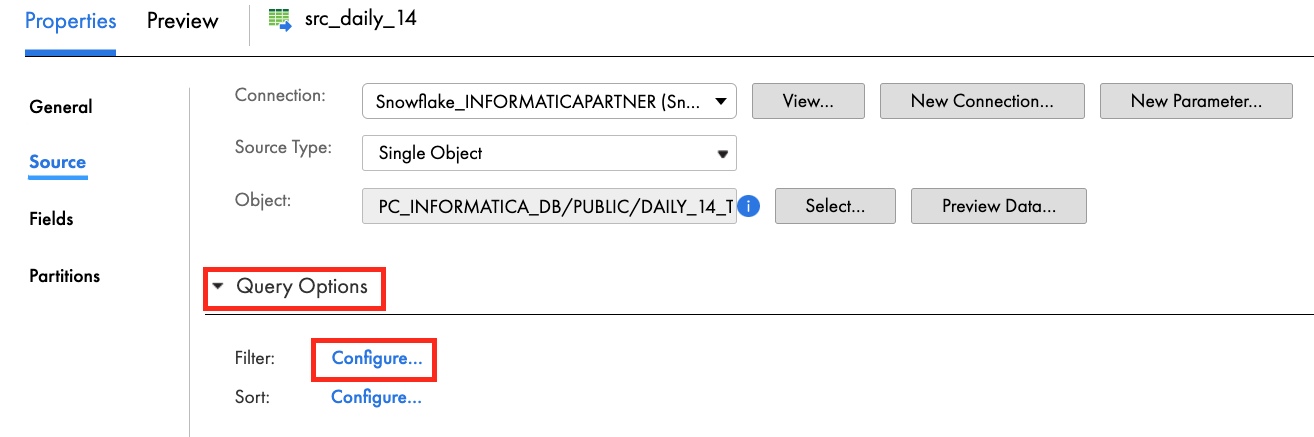 Properties Preview src_daily_14
General
Source
Fields
Partitions
Connection: Snowflake_INFORMATICAPARTNER (Sn... View... New Connection... New Parameter...
Source Type: Single Object
Object: PC_INFORMATICA_DB/PUBLIC/DAILY_14_T i Select... Preview Data...
Query Options
Filter: Configure...
Sort: Configure...